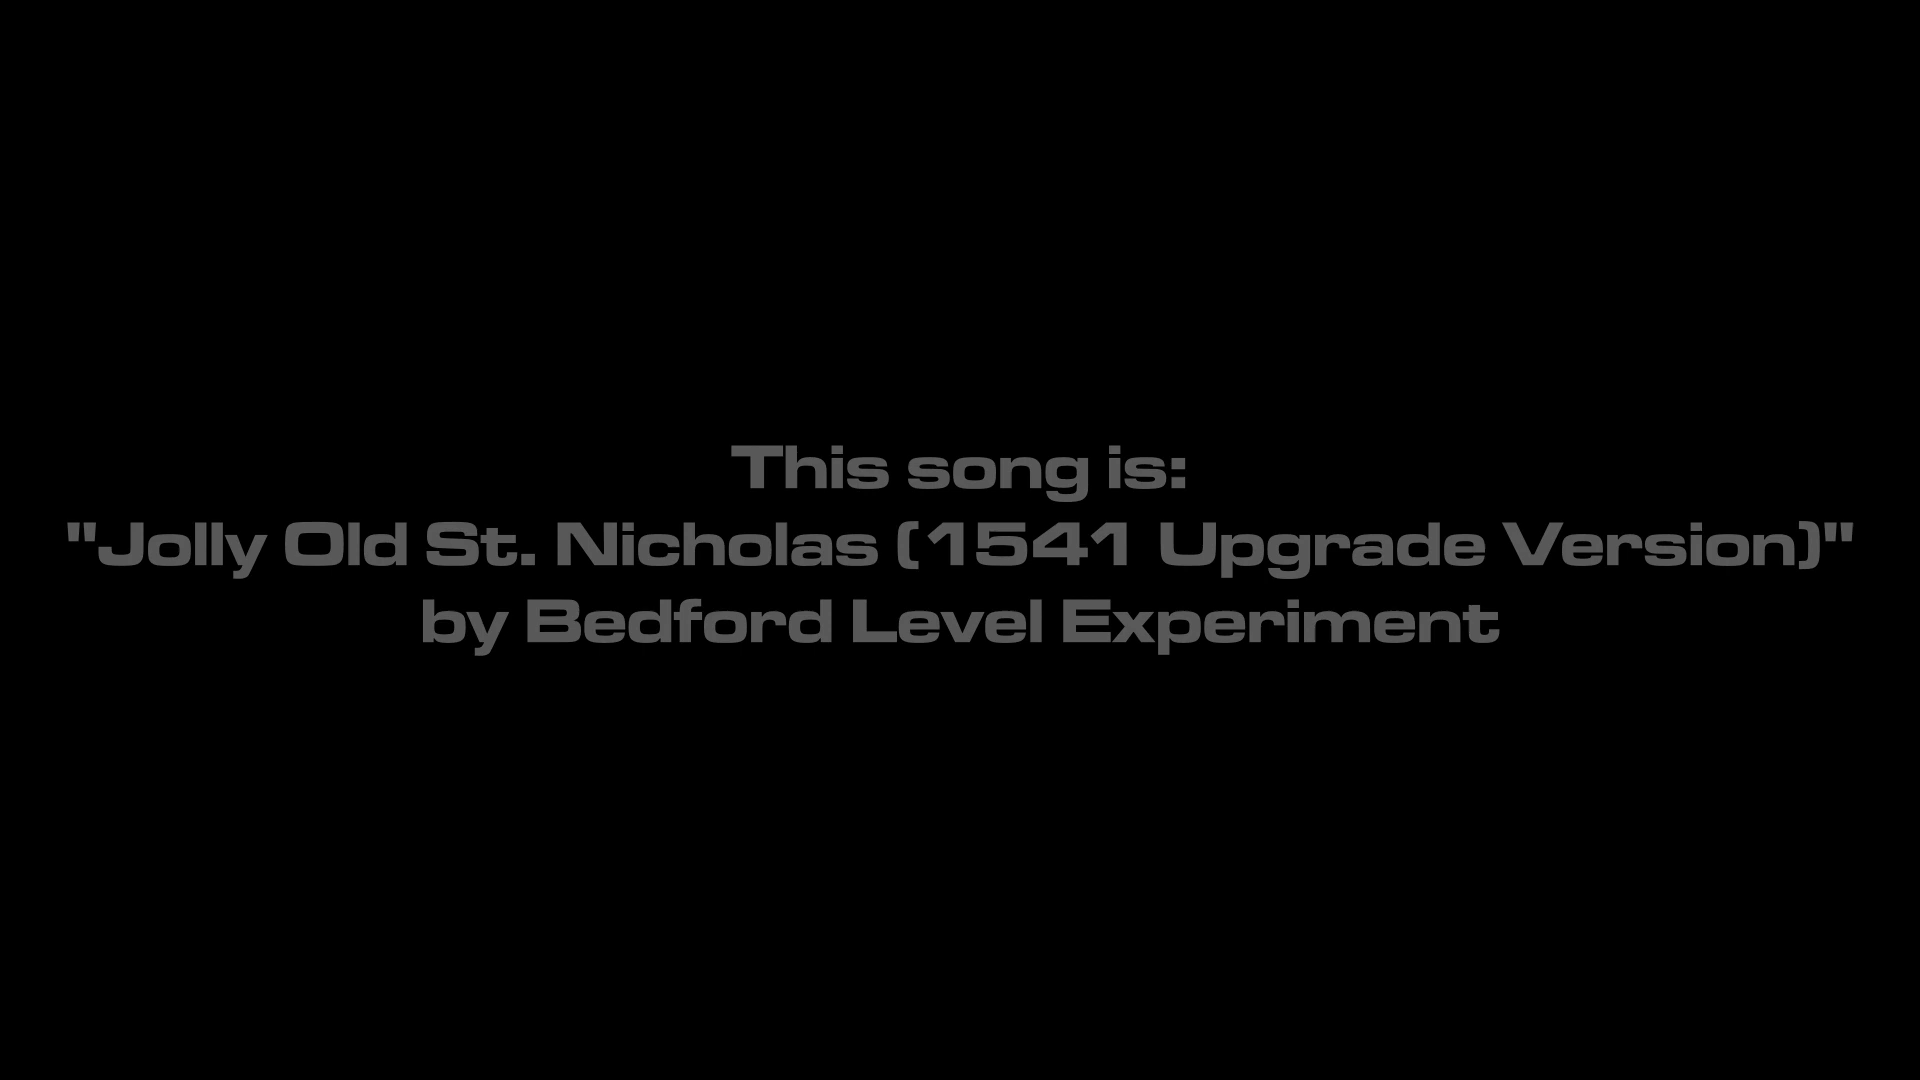 This song is:
"Jolly Old St. Nicholas (1541 Upgrade Version)"
by Bedford Level Experiment